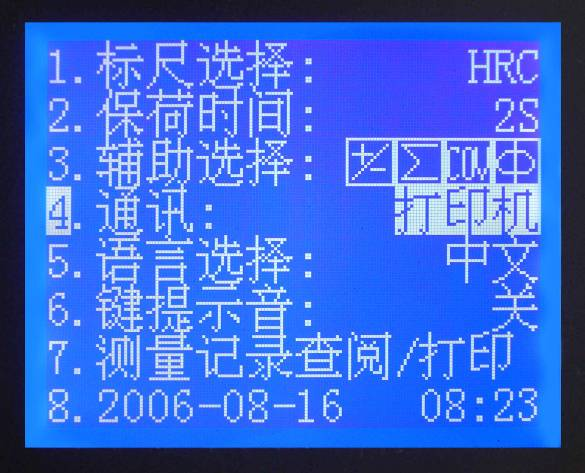 1.标尺选择: HRC
2.保荷时间: 2S
3.辅助选择: +/- Σ COV Φ
4.通讯: 打印机
5.语言选择: 中文
6.键提示音: 关
7.测量记录查阅/打印
8.2006-08-16 08:23